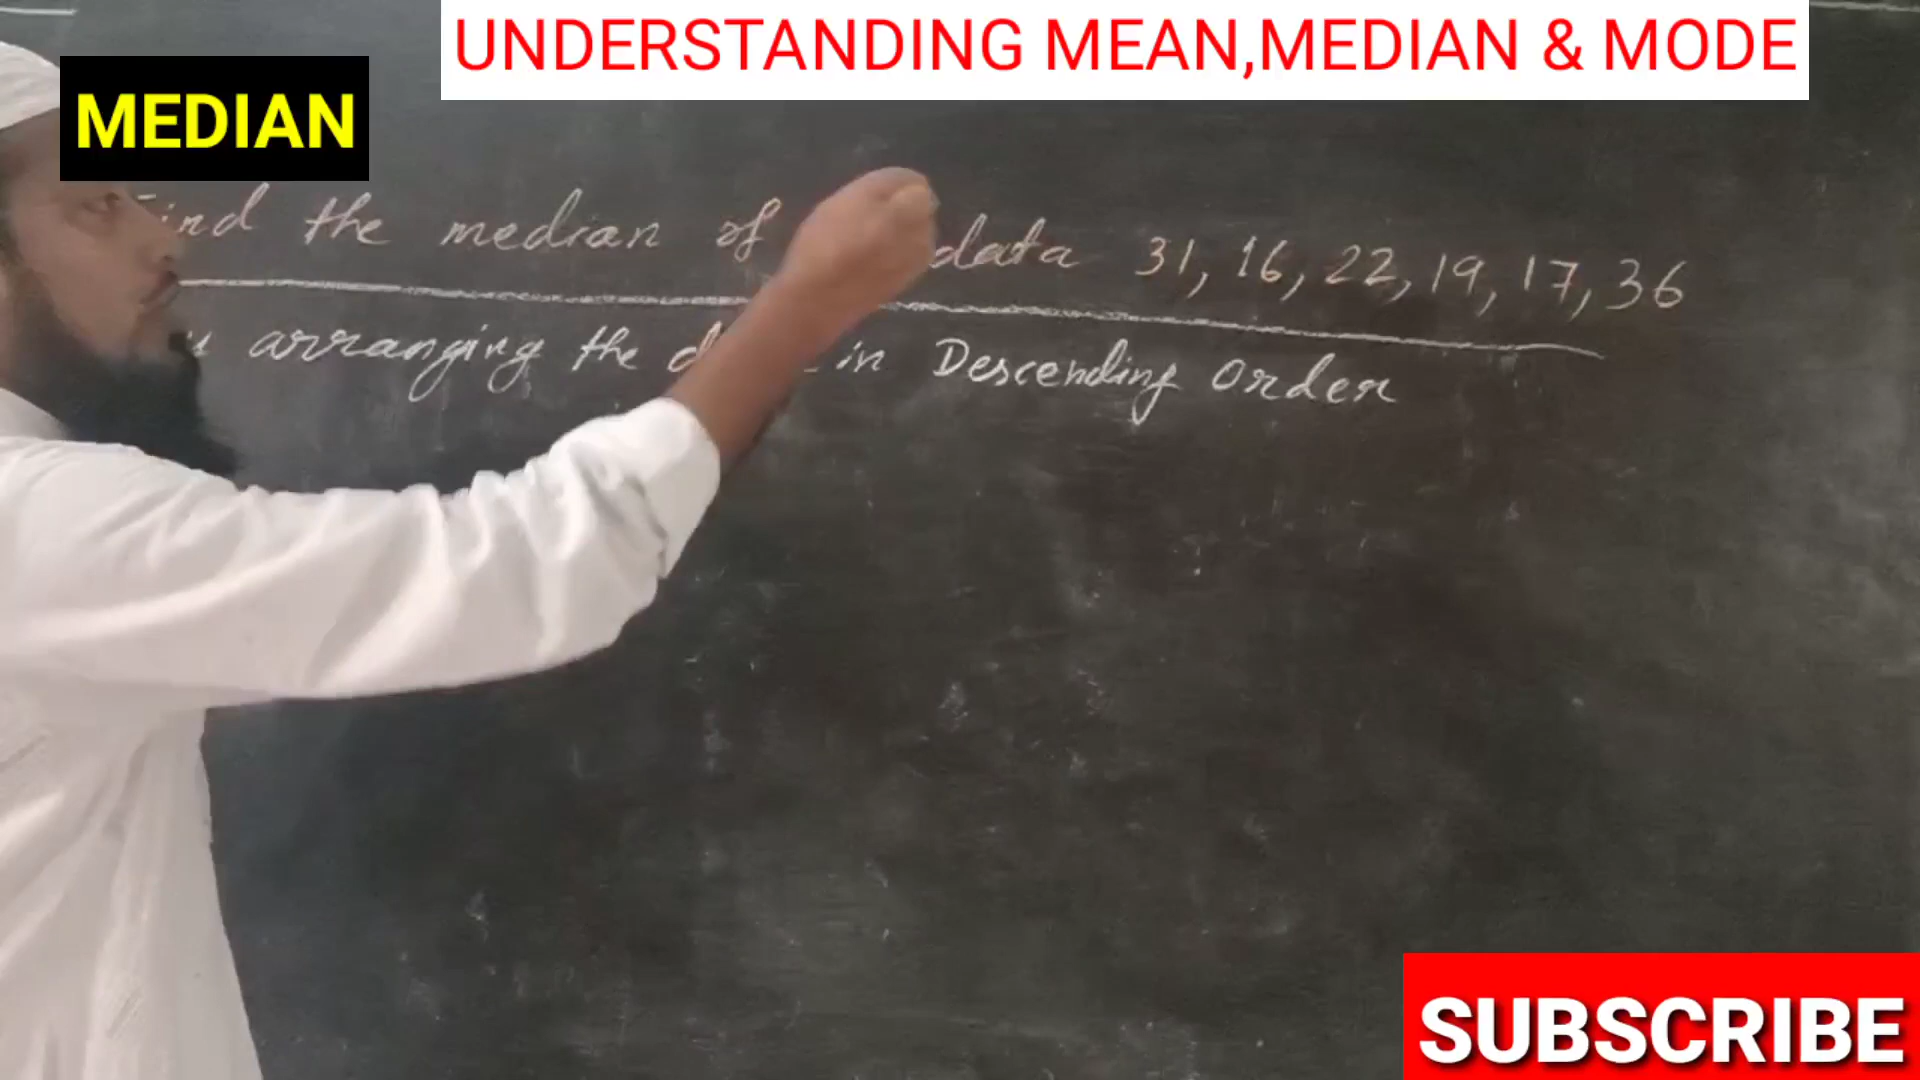 UNDERSTANDING MEAN,MEDIAN & MODE
MEDIAN
the median of data 31, 16, 22, 19, 17, 36
arranging the in Descending Order
SUBSCRIBE